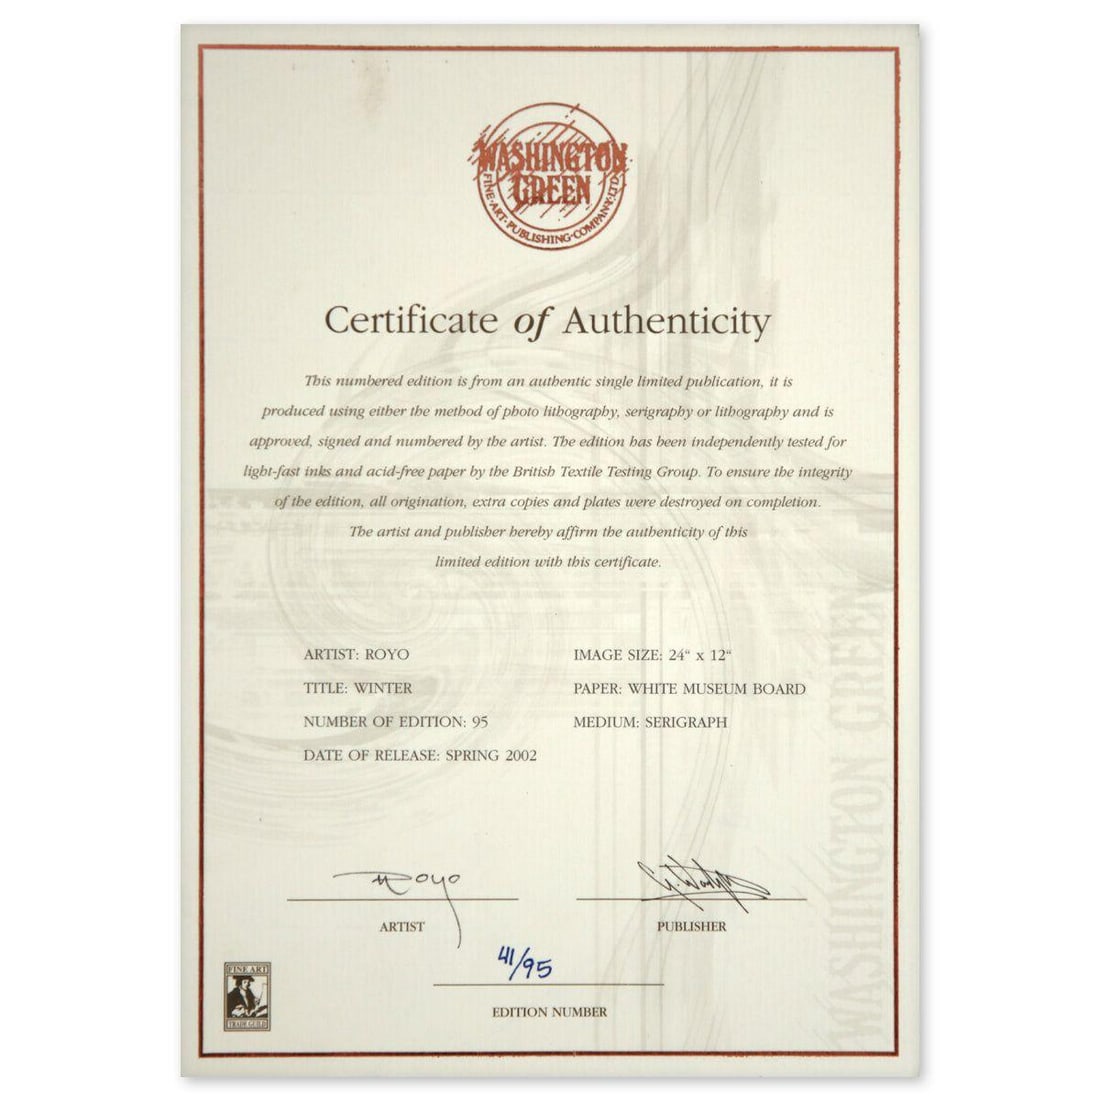 WASHINGTON
GREEN
FINE·ART·PUBLISHING·COMPANY·LTD
Certificate of Authenticity
This numbered edition is from an authentic single limited publication, it is
produced using either the method of photo lithography, serigraphy or lithography and is
approved, signed and numbered by the artist. The edition has been independently tested for
light-fast inks and acid-free paper by the British Textile Testing Group. To ensure the integrity
of the edition, all origination, extra copies and plates were destroyed on completion.
The artist and publisher hereby affirm the authenticity of this
limited edition with this certificate.
ARTIST: ROYO
TITLE: WINTER
NUMBER OF EDITION: 95
DATE OF RELEASE: SPRING 2002
IMAGE SIZE: 24“ x 12“
PAPER: WHITE MUSEUM BOARD
MEDIUM: SERIGRAPH
Royo
ARTIST
PUBLISHER
41/95
EDITION NUMBER
FINE ART
TRADE GUILD
WASHINGTON GREEN